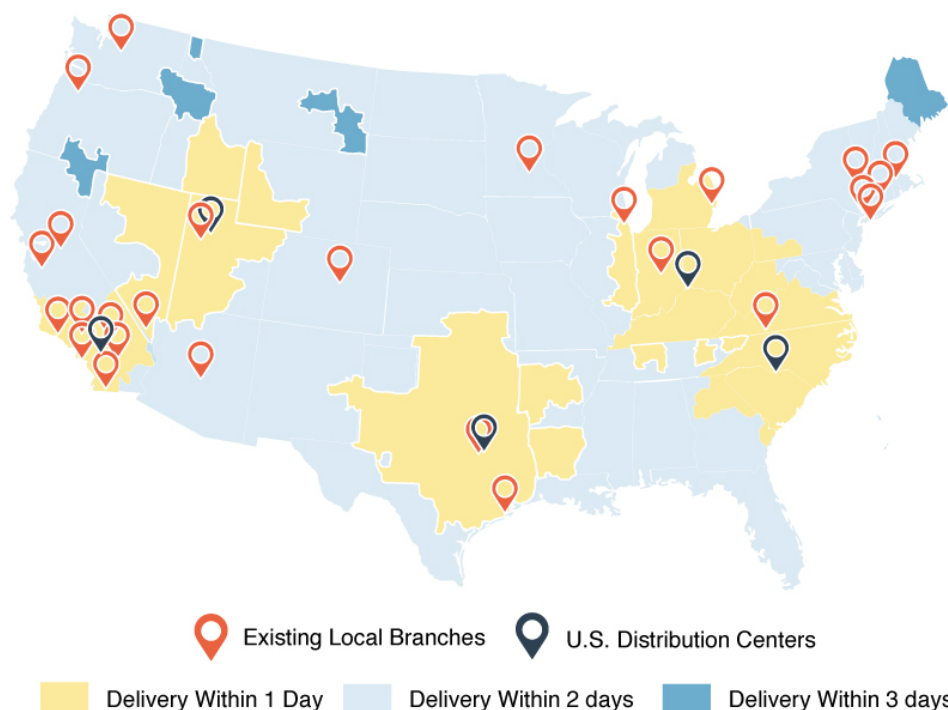 Existing Local Branches
U.S. Distribution Centers
Delivery Within 1 Day
Delivery Within 2 days
Delivery Within 3 days